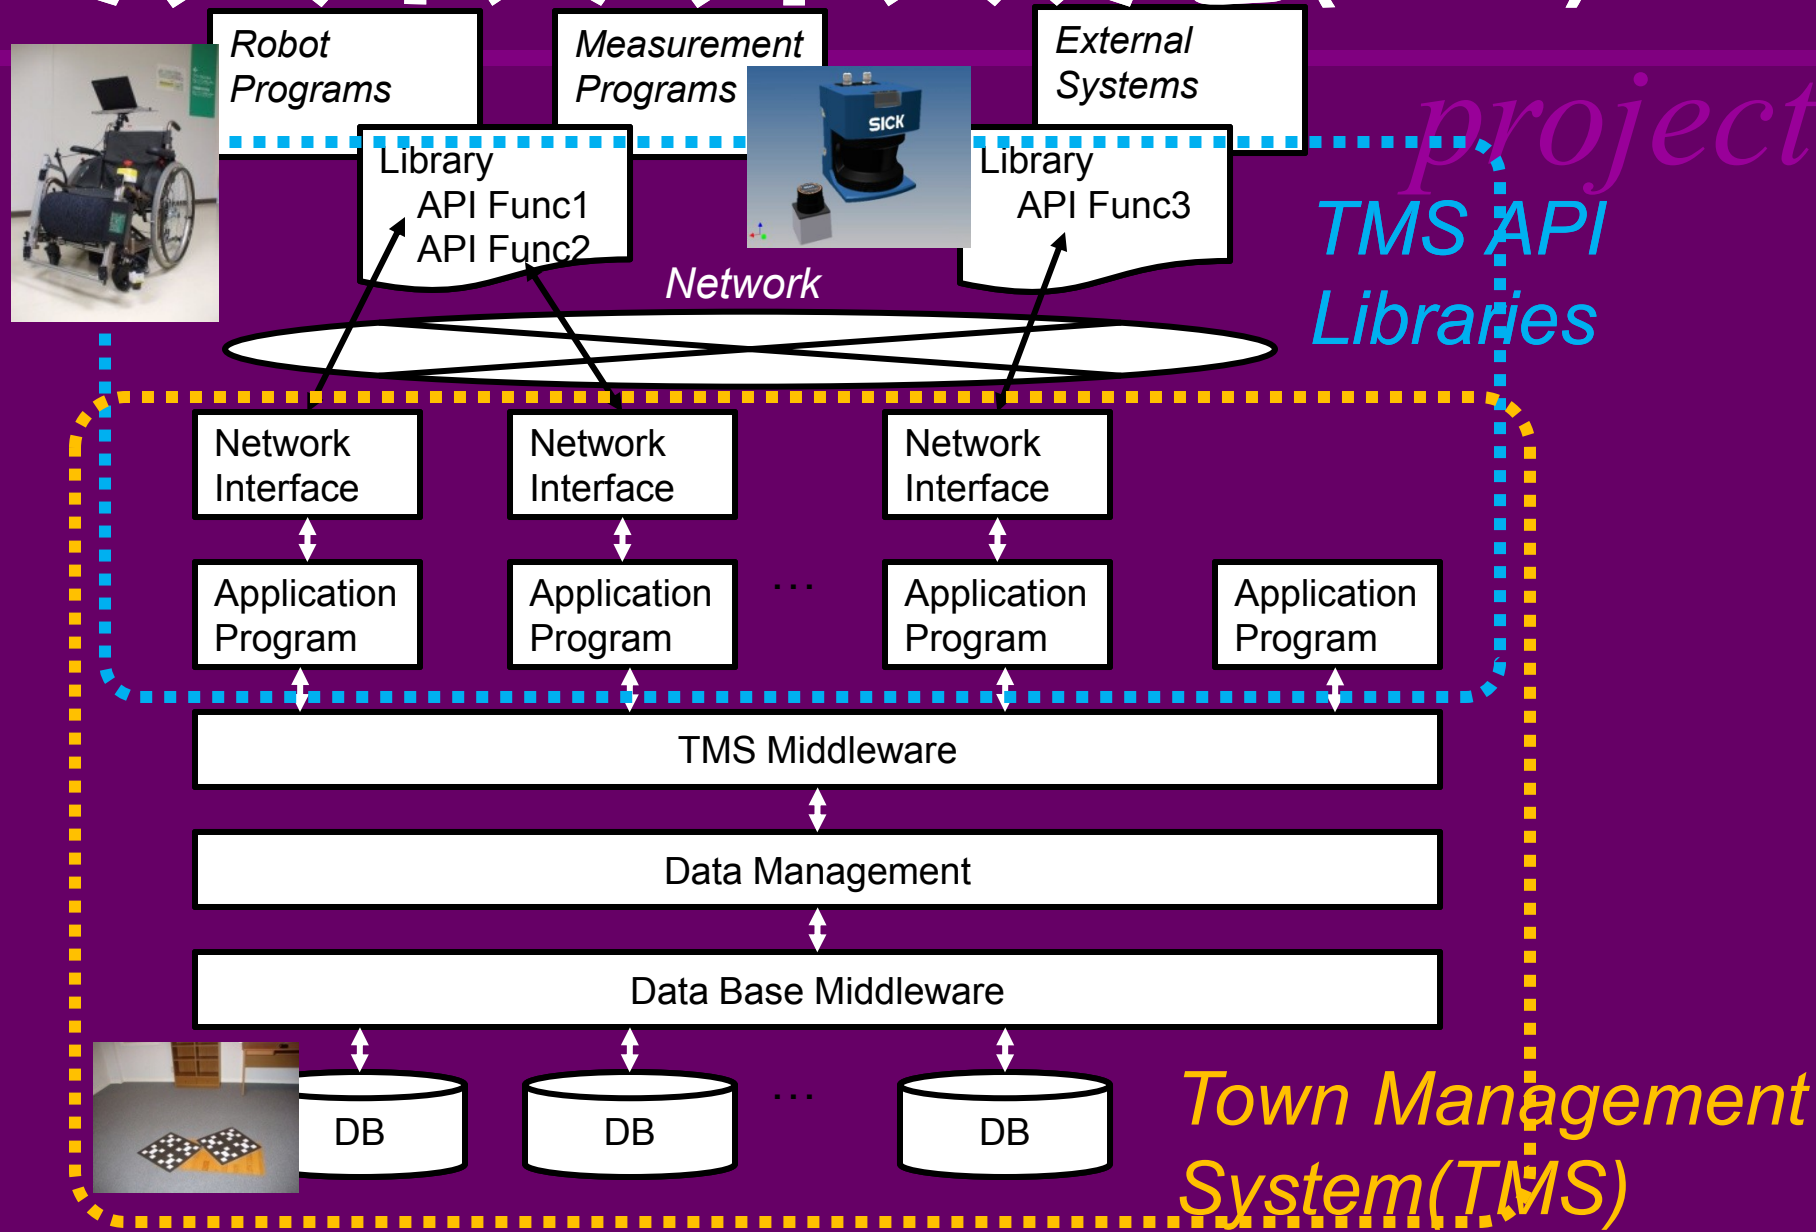 Robot
Programs
Measurement
Programs
External
Systems
project
SICK
Library
API Func1
API Func2
Library
API Func3
TMS API
Libraries
Network
Network
Interface
Network
Interface
Network
Interface
Application
Program
Application
Program
...
Application
Program
Application
Program
TMS Middleware
Data Management
Data Base Middleware
DB
DB
...
DB
Town Management
System(TMS)